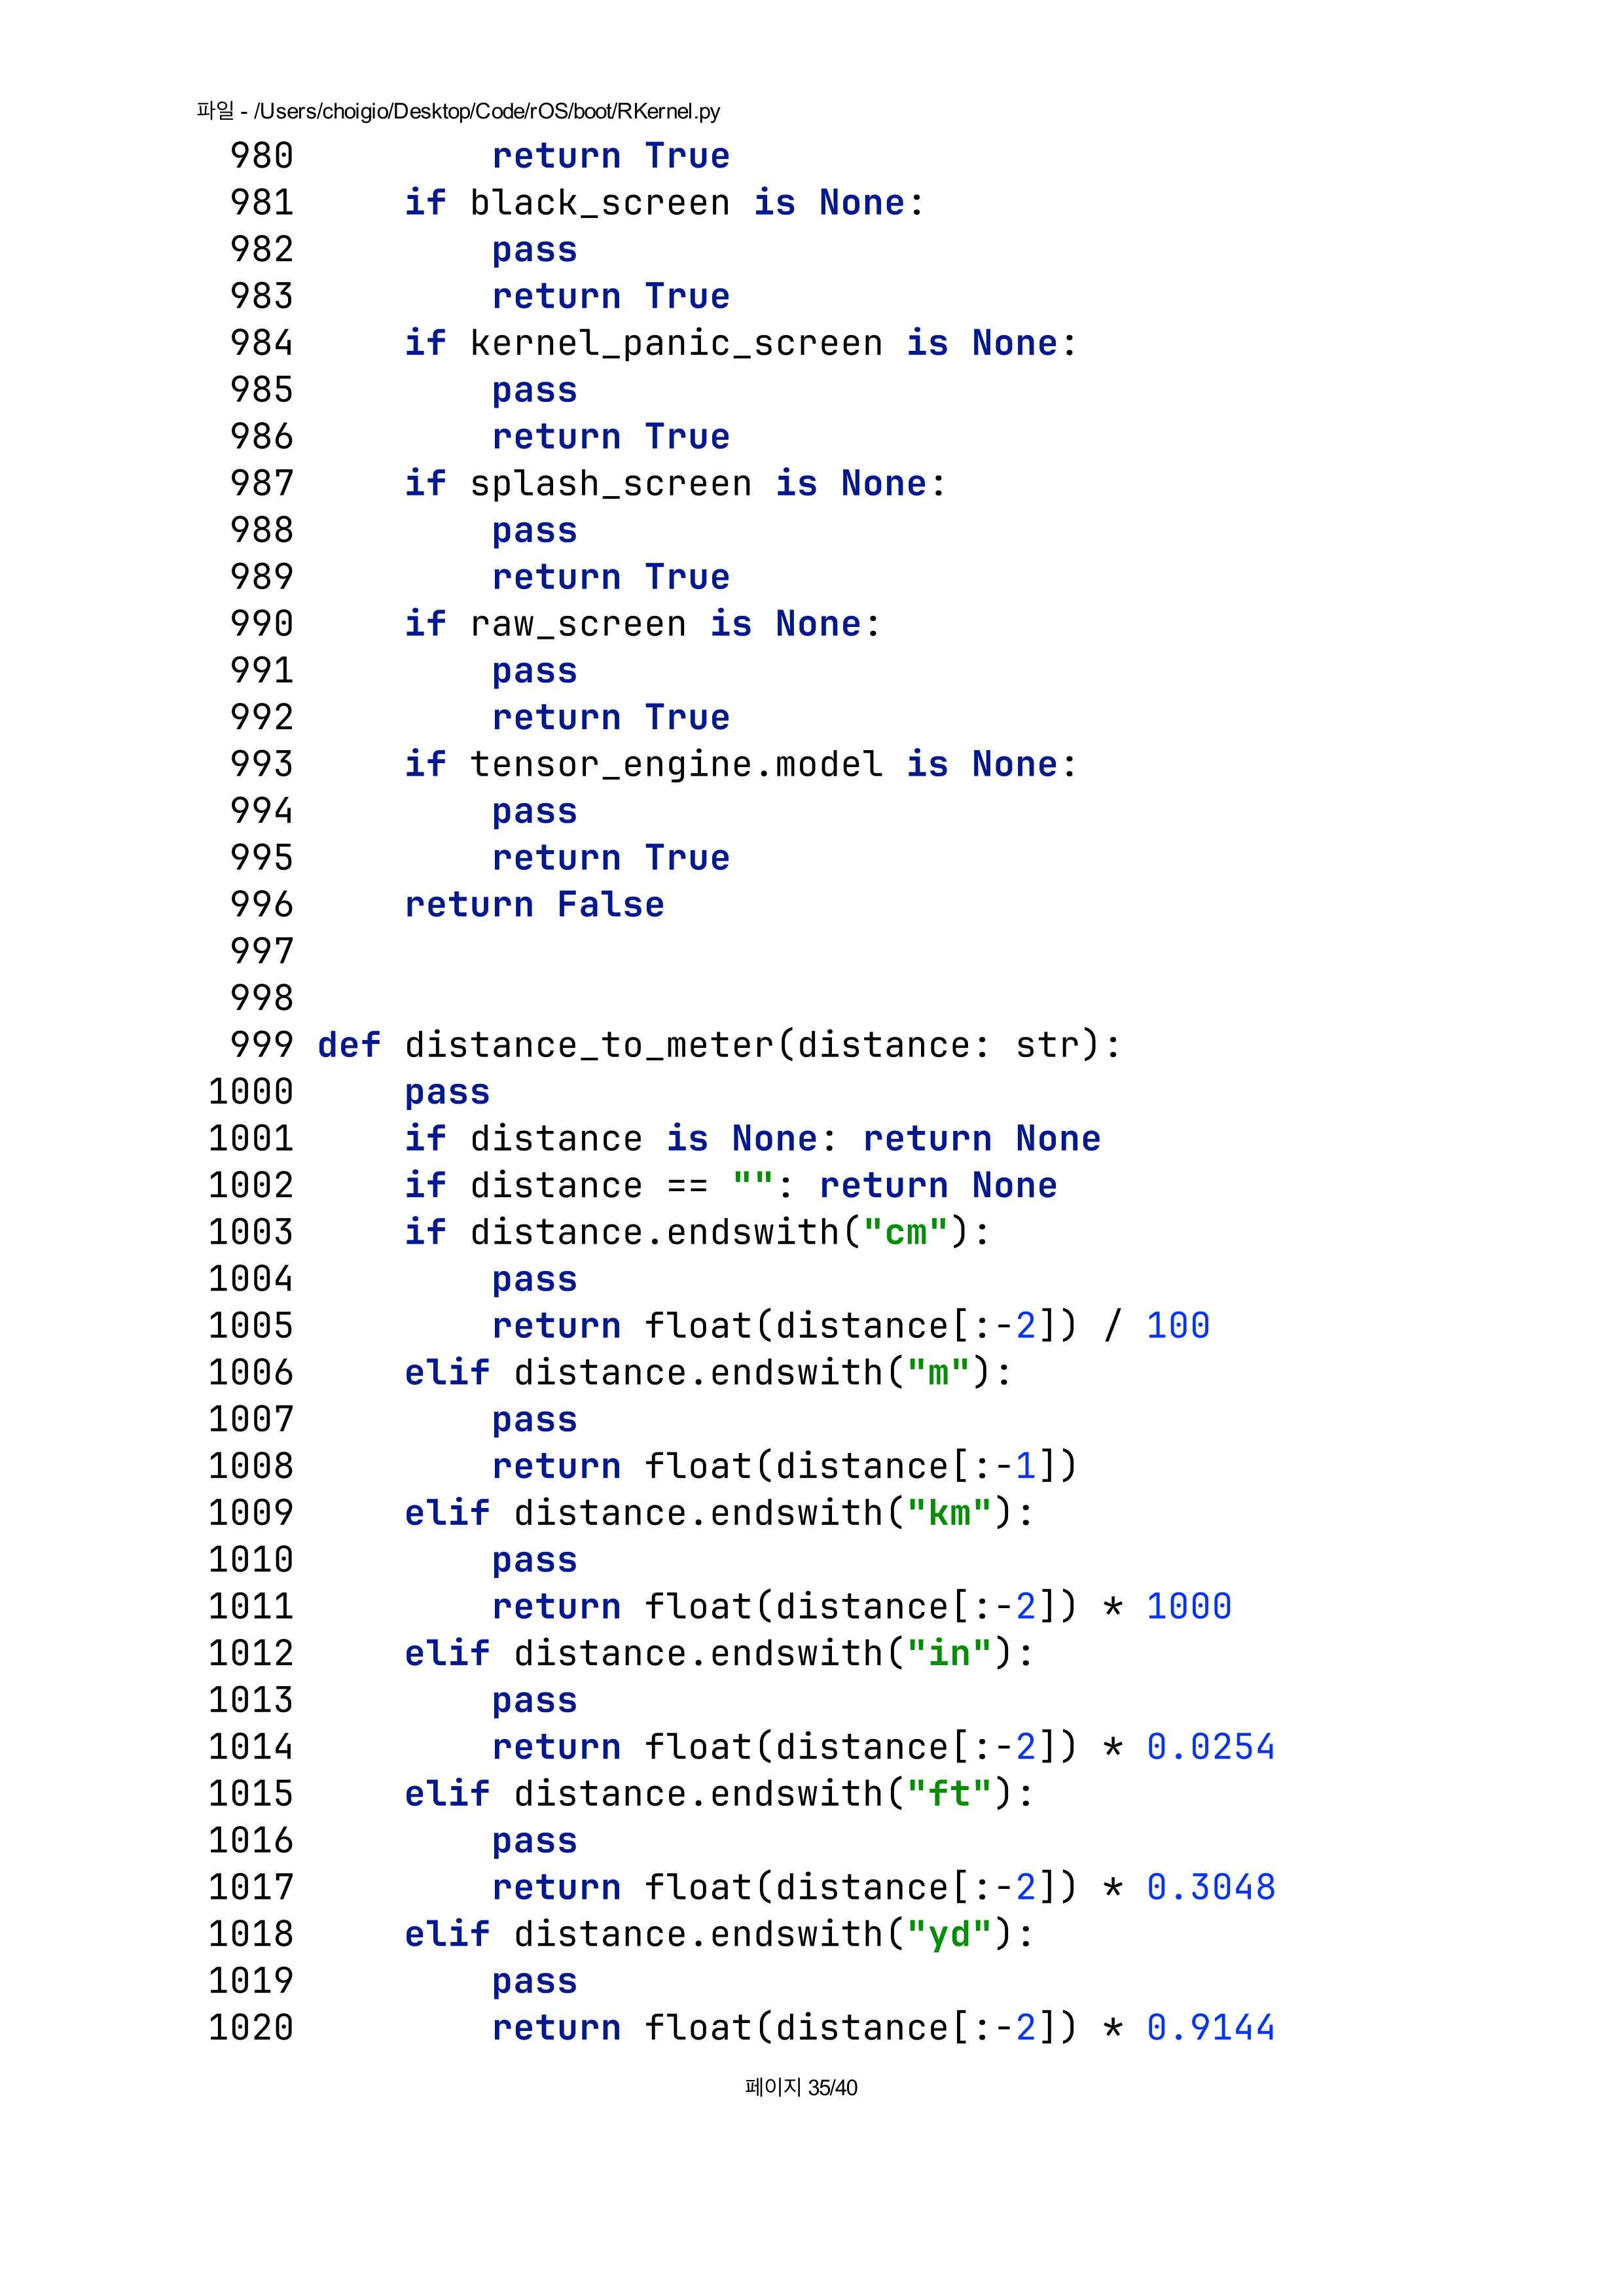 파일 - /Users/choigio/Desktop/Code/rOS/boot/RKernel.py
980         return True
981     if black_screen is None:
982         pass
983         return True
984     if kernel_panic_screen is None:
985         pass
986         return True
987     if splash_screen is None:
988         pass
989         return True
990     if raw_screen is None:
991         pass
992         return True
993     if tensor_engine.model is None:
994         pass
995         return True
996     return False
997
998
999 def distance_to_meter(distance: str):
1000     pass
1001     if distance is None: return None
1002     if distance == "": return None
1003     if distance.endswith("cm"):
1004         pass
1005         return float(distance[:-2]) / 100
1006     elif distance.endswith("m"):
1007         pass
1008         return float(distance[:-1])
1009     elif distance.endswith("km"):
1010         pass
1011         return float(distance[:-2]) * 1000
1012     elif distance.endswith("in"):
1013         pass
1014         return float(distance[:-2]) * 0.0254
1015     elif distance.endswith("ft"):
1016         pass
1017         return float(distance[:-2]) * 0.3048
1018     elif distance.endswith("yd"):
1019         pass
1020         return float(distance[:-2]) * 0.9144
페이지 35/40